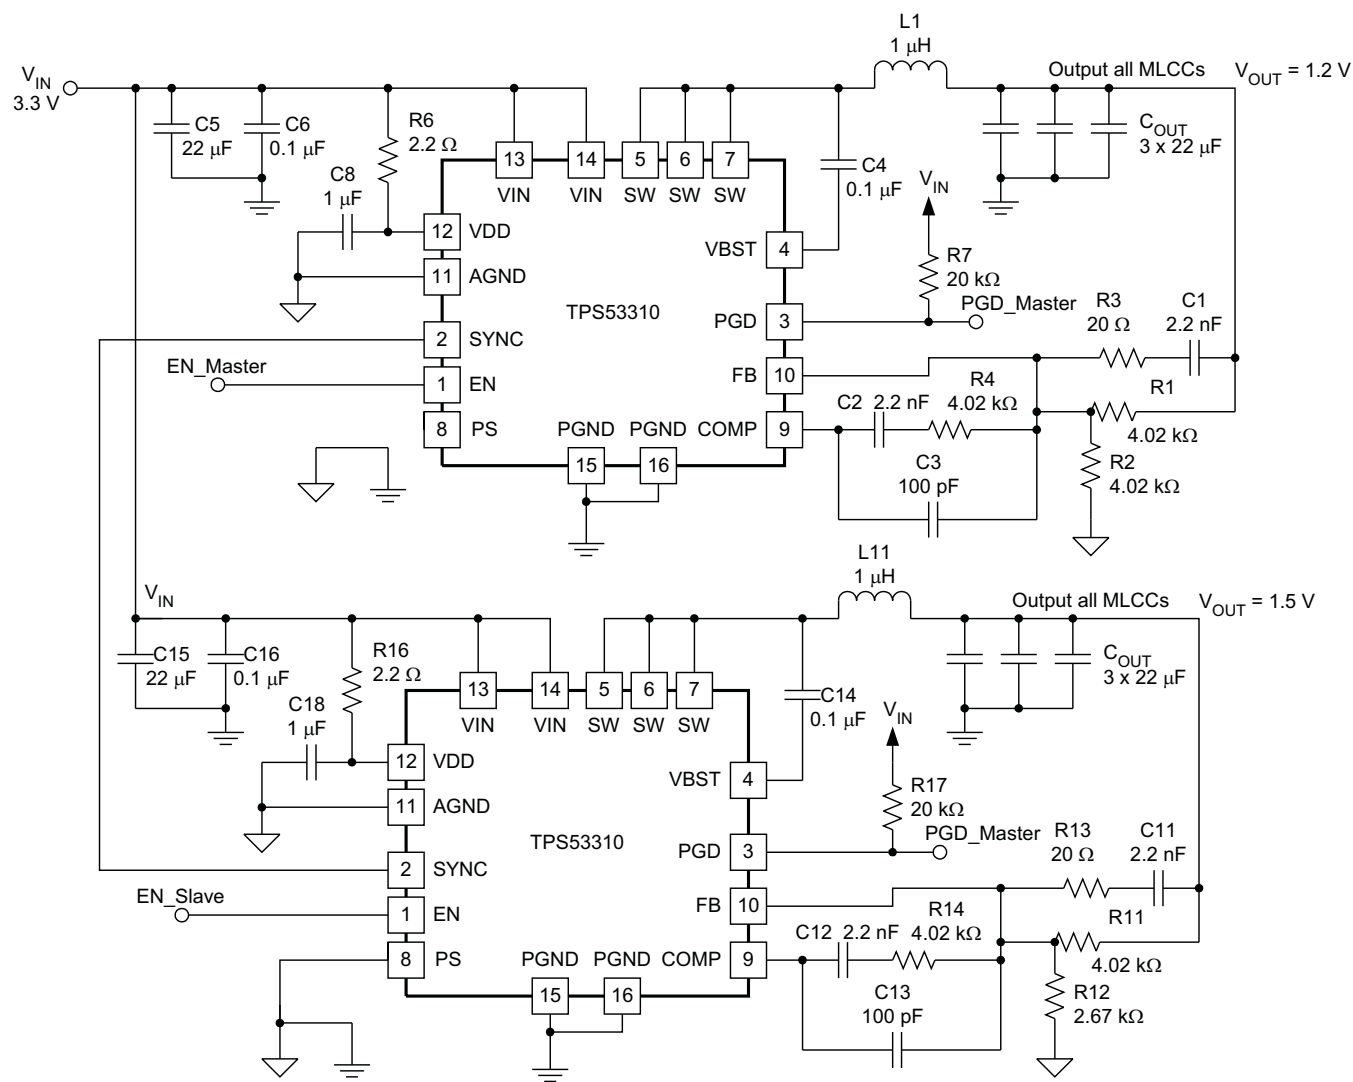 L1
1 µH
VIN
3.3 V
Output all MLCCs
VOUT = 1.2 V
C5
22 µF
C6
0.1 µF
R6
2.2 Ω
COUT
3 x 22 µF
C8
1 µF
13
14
5
6
7
VIN
VIN
SW
SW
SW
C4
0.1 µF
VIN
12
VDD
VBST
4
R7
20 kΩ
11
AGND
TPS53310
PGD
3
PGD_Master
R3
20 Ω
C1
2.2 nF
2
SYNC
EN_Master
1
EN
FB
10
R4
4.02 kΩ
R1
4.02 kΩ
C2 2.2 nF
8
PS
PGND
PGND
COMP
9
15
16
C3
100 pF
R2
4.02 kΩ
L11
1 µH
VIN
Output all MLCCs
VOUT = 1.5 V
C15
22 µF
C16
0.1 µF
R16
2.2 Ω
COUT
3 x 22 µF
C18
1 µF
13
14
5
6
7
VIN
VIN
SW
SW
SW
C14
0.1 µF
VIN
12
VDD
VBST
4
R17
20 kΩ
11
AGND
TPS53310
PGD
3
PGD_Master
R13
20 Ω
C11
2.2 nF
2
SYNC
EN_Slave
1
EN
FB
10
R14
4.02 kΩ
R11
4.02 kΩ
C12 2.2 nF
8
PS
PGND
PGND
COMP
9
15
16
C13
100 pF
R12
2.67 kΩ